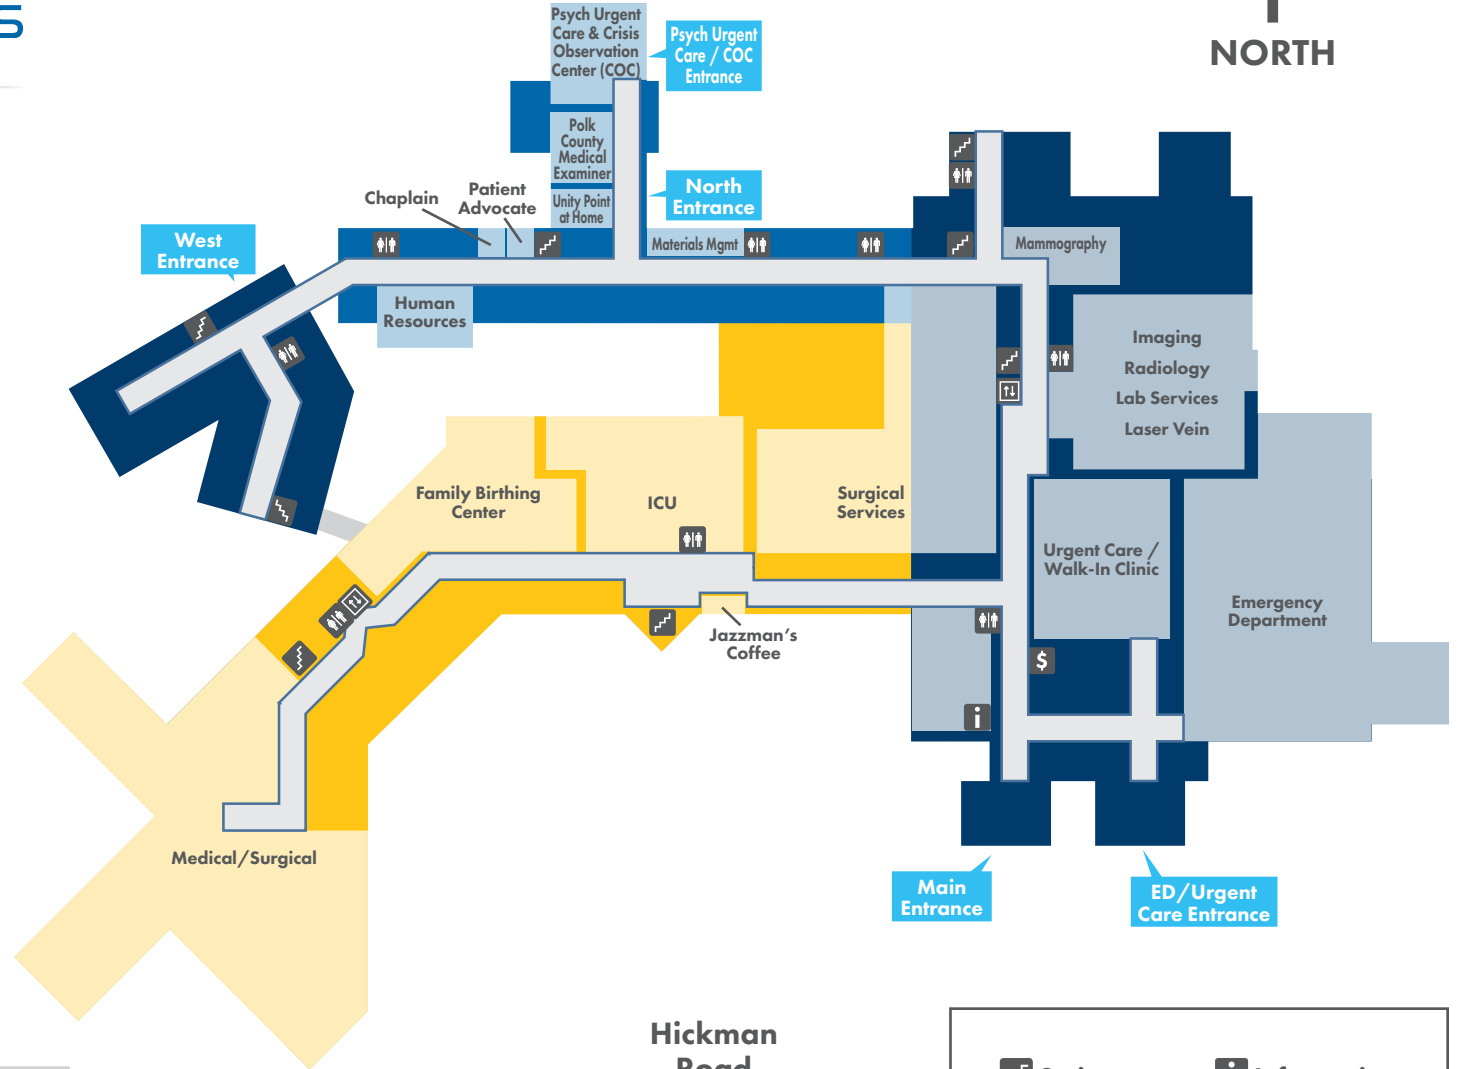 S
Psych Urgent
Care & Crisis
Observation
Center (COC)
Psych Urgent
Care / COC
Entrance
NORTH
Polk
County
Medical
Examiner
Unity Point
at Home
North
Entrance
Chaplain
Patient
Advocate
West
Entrance
Materials Mgmt
Mammography
Human
Resources
Imaging
Radiology
Lab Services
Laser Vein
Family Birthing
Center
ICU
Surgical
Services
Urgent Care /
Walk-In Clinic
Emergency
Department
Jazzman's
Coffee
$
i
Medical/Surgical
Main
Entrance
ED/Urgent
Care Entrance
Hickman
Road